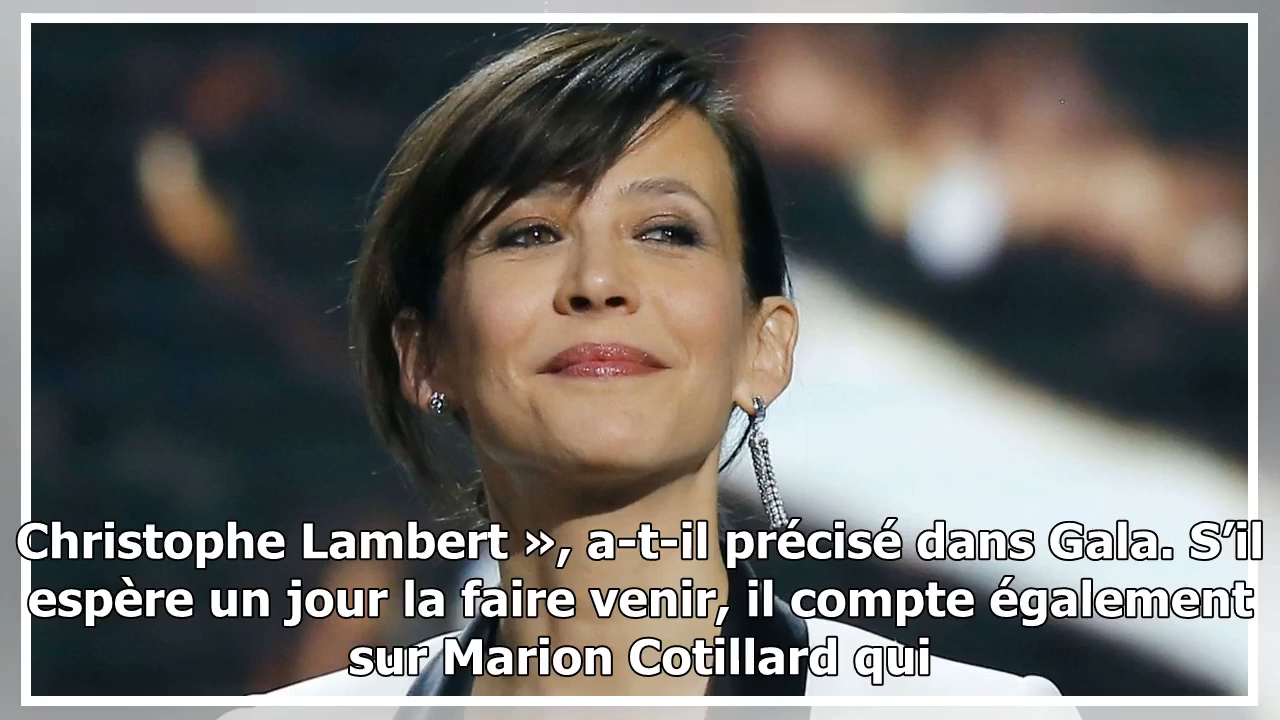 Christophe Lambert », a-t-il précisé dans Gala. S’il
espère un jour la faire venir, il compte également
sur Marion Cotillard qui